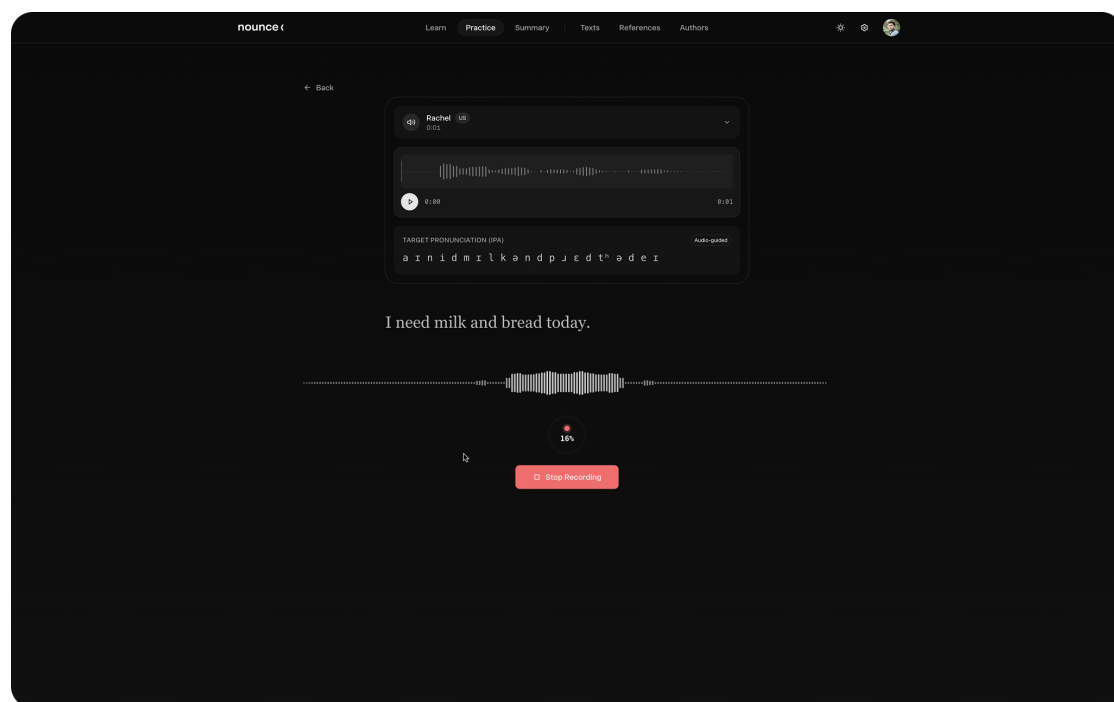 nounce‹
Learn Practice Summary Texts References Authors
← Back
Rachel US
0:01
0:00 0:01
TARGET PRONUNCIATION (IPA) Audio-guided
a ɪ n i d m ɪ l k ə n d p ɹ ɛ d tʰ ə d e ɪ
I need milk and bread today.
16%
Stop Recording